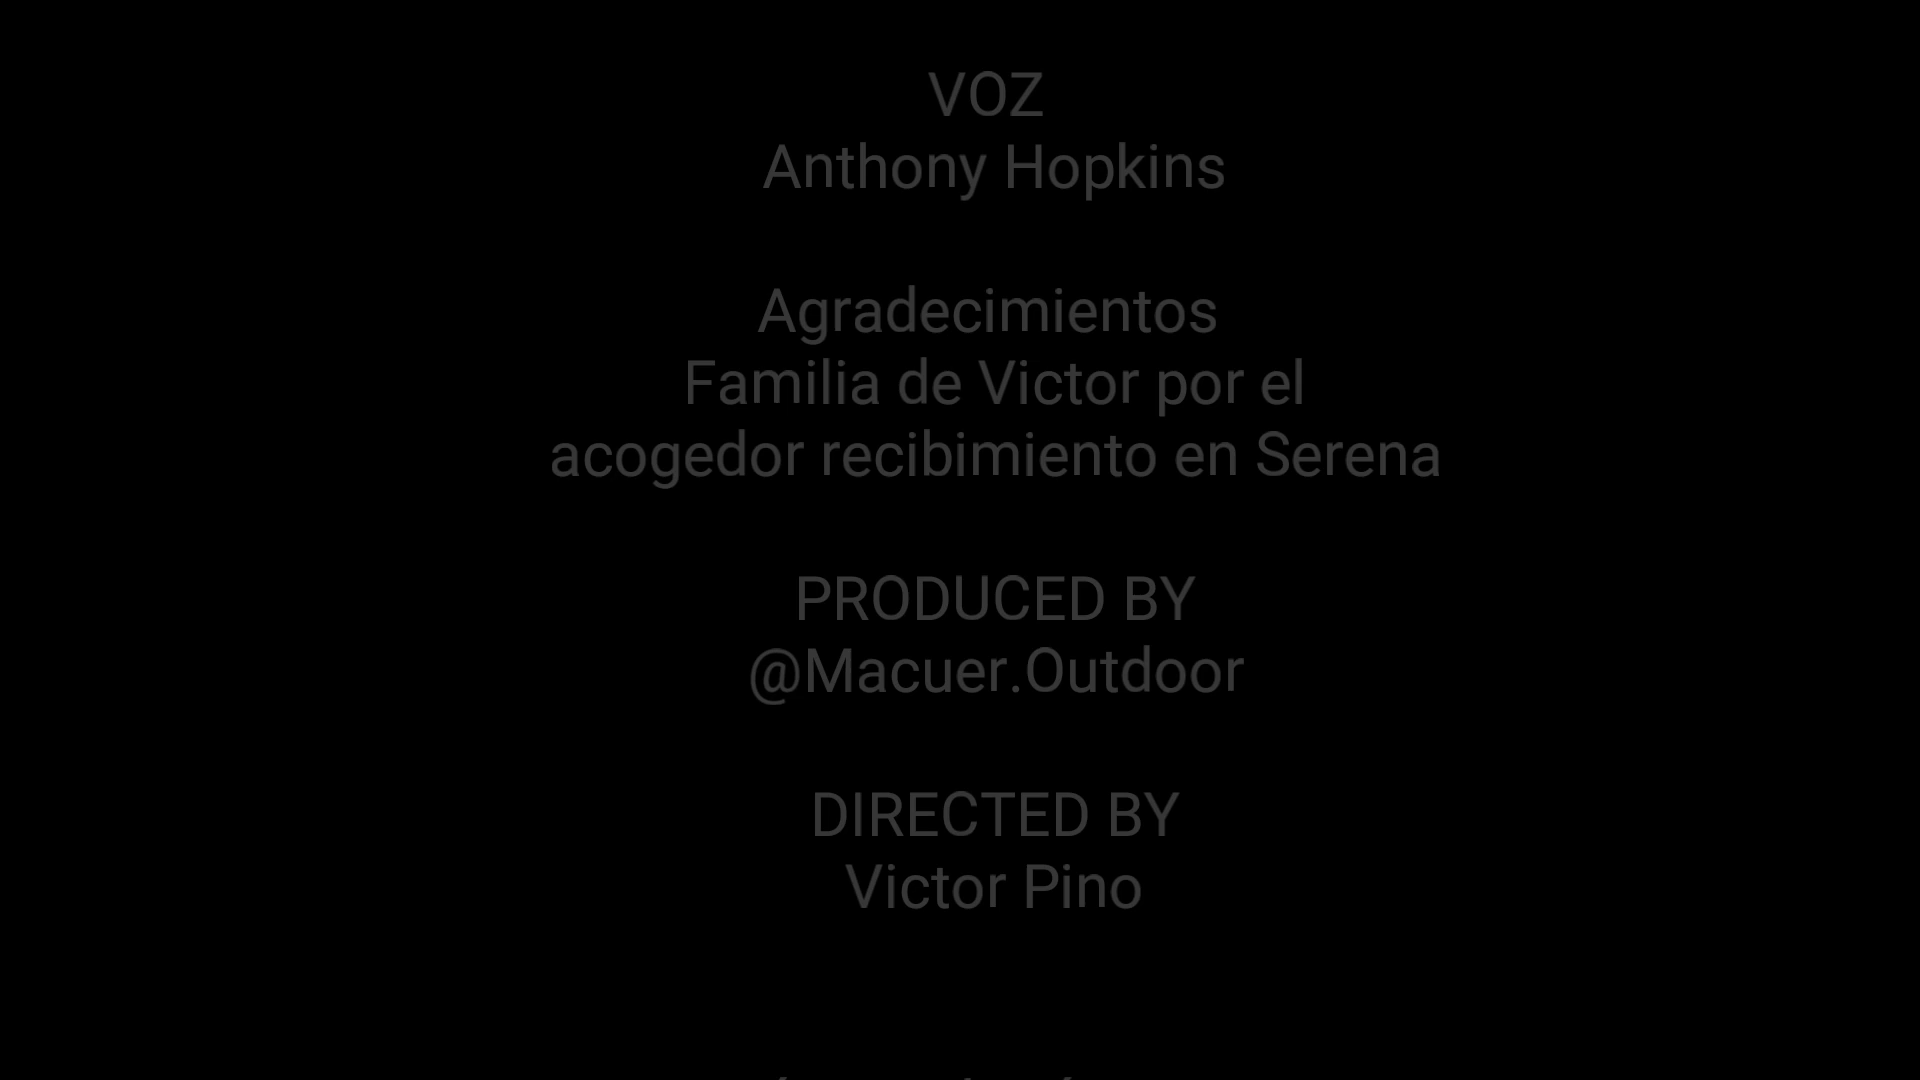 VOZ
Anthony Hopkins
Agradecimientos
Familia de Victor por el
acogedor recibimiento en Serena
PRODUCED BY
@Macuer.Outdoor
DIRECTED BY
Victor Pino